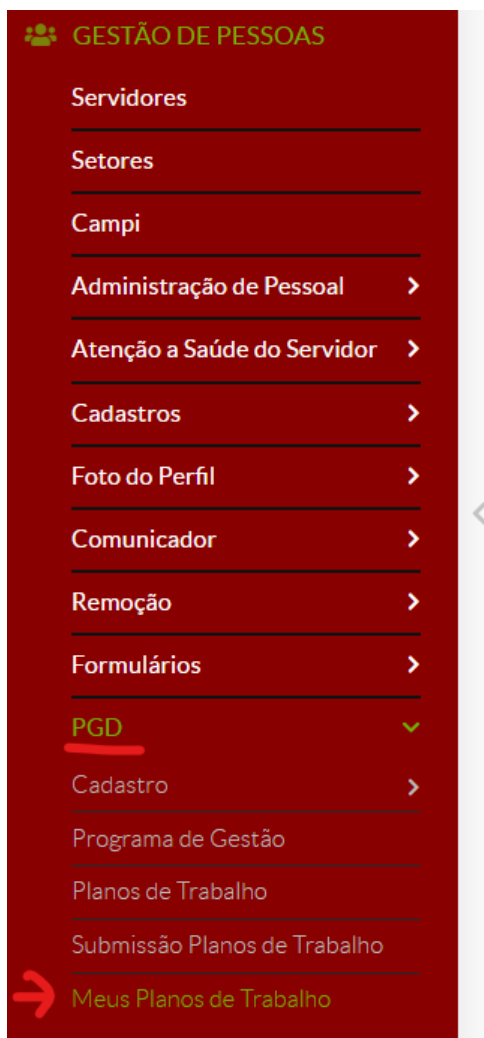 GESTÃO DE PESSOAS
Servidores
Setores
Campi
Administração de Pessoal
Atenção a Saúde do Servidor
Cadastros
Foto do Perfil
Comunicador
Remoção
Formulários
PGD
Cadastro
Programa de Gestão
Planos de Trabalho
Submissão Planos de Trabalho
Meus Planos de Trabalho